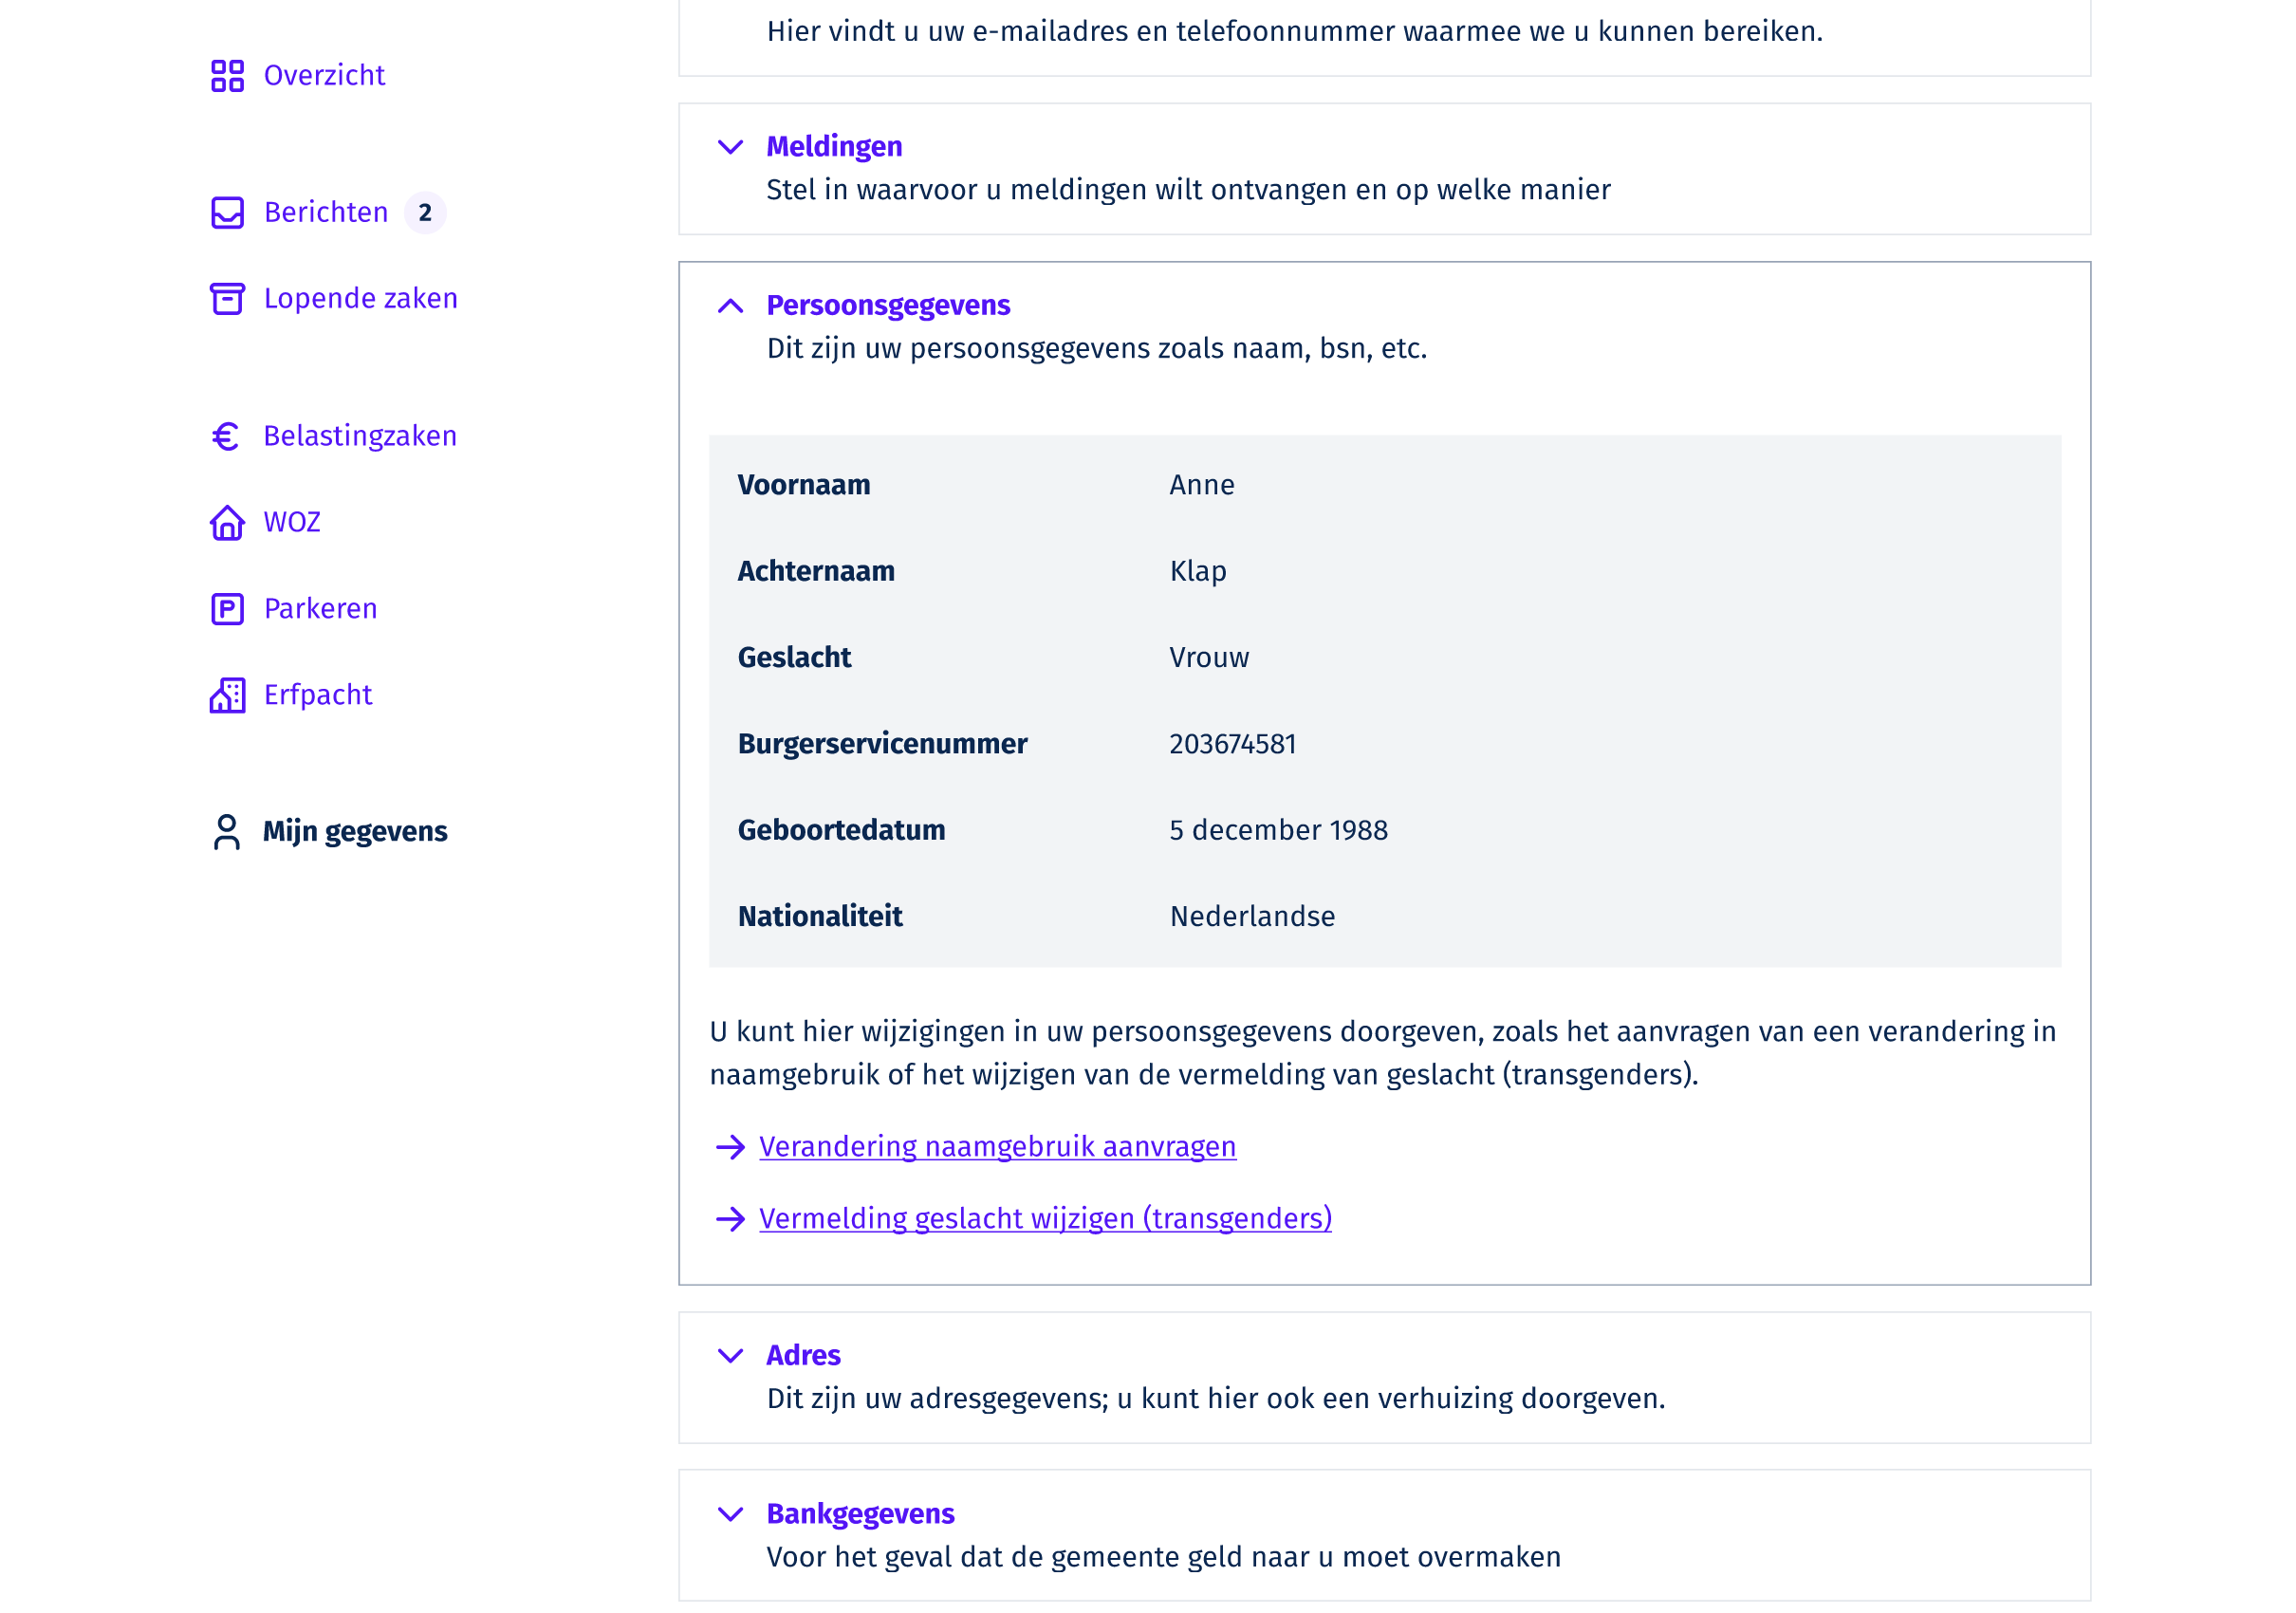 Overzicht
Berichten 2
Lopende zaken
Belastingzaken
WOZ
Parkeren
Erfpacht
Mijn gegevens
Hier vindt u uw e-mailadres en telefoonnummer waarmee we u kunnen bereiken.
Meldingen
Stel in waarvoor u meldingen wilt ontvangen en op welke manier
Persoonsgegevens
Dit zijn uw persoonsgegevens zoals naam, bsn, etc.
Voornaam Anne
Achternaam Klap
Geslacht Vrouw
Burgerservicenummer 203674581
Geboortedatum 5 december 1988
Nationaliteit Nederlandse
U kunt hier wijzigingen in uw persoonsgegevens doorgeven, zoals het aanvragen van een verandering in
naamgebruik of het wijzigen van de vermelding van geslacht (transgenders).
Verandering naamgebruik aanvragen
Vermelding geslacht wijzigen (transgenders)
Adres
Dit zijn uw adresgegevens; u kunt hier ook een verhuizing doorgeven.
Bankgegevens
Voor het geval dat de gemeente geld naar u moet overmaken